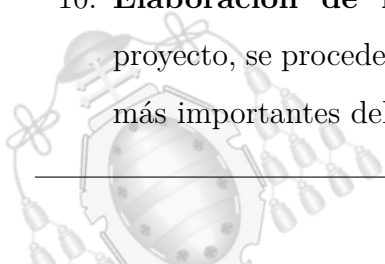 10. Elaboración de
proyecto, se procede
más importantes del